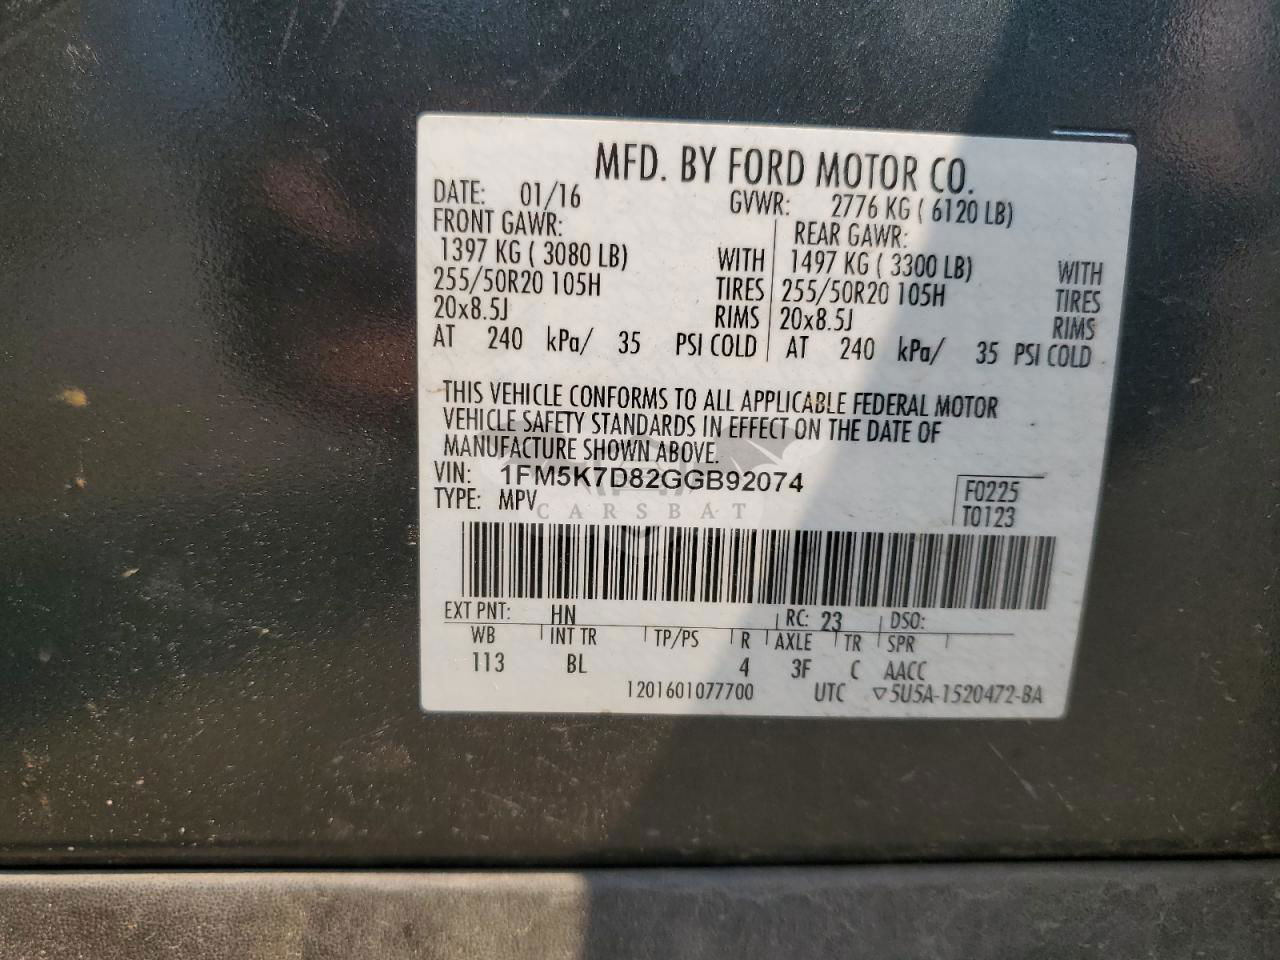 MFD. BY FORD MOTOR CO.
DATE: 01/16 GVWR: 2776 KG ( 6120 LB)
FRONT GAWR: REAR GAWR:
1397 KG ( 3080 LB) WITH 1497 KG ( 3300 LB) WITH
255/50R20 105H TIRES 255/50R20 105H TIRES
20x8.5J RIMS 20x8.5J RIMS
AT 240 kPa/ 35 PSI COLD AT 240 kPa/ 35 PSI COLD
THIS VEHICLE CONFORMS TO ALL APPLICABLE FEDERAL MOTOR
VEHICLE SAFETY STANDARDS IN EFFECT ON THE DATE OF
MANUFACTURE SHOWN ABOVE.
VIN: 1FM5K7D82GGB92074 F0225
TYPE: MPV T0123
CARSBAT
EXT PNT: HN RC: 23 DSO:
WB INT TR TP/PS R AXLE TR SPR
113 BL 4 3F C AACC
1201601077700 UTC ▽5U5A-1520472-BA